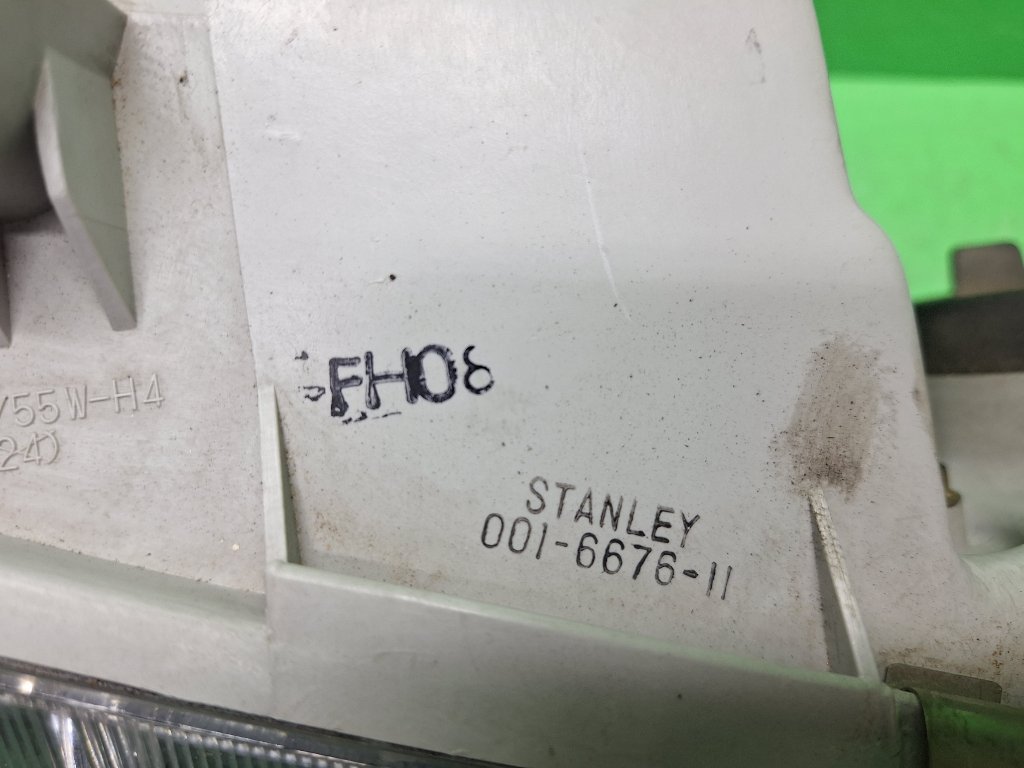 /55W-H4
24)
FH08
STANLEY
001-6676-11